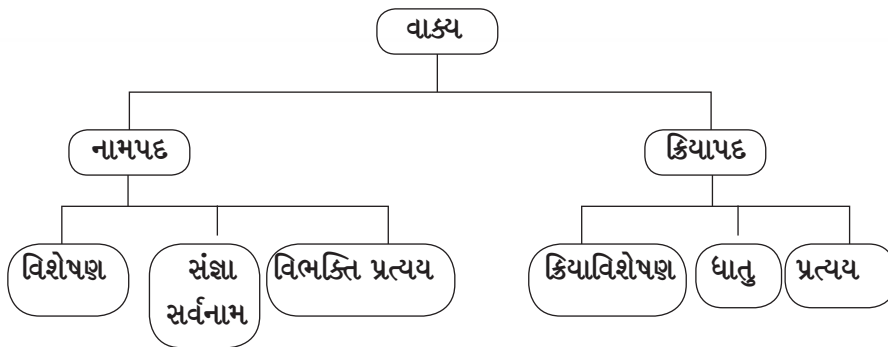 વાક્ય
નામપદ
ક્રિયાપદ
વિશેષણ
સંજ્ઞા
સર્વનામ
વિભક્તિ પ્રત્યય
ક્રિયાવિશેષણ
ધાતુ
પ્રત્યય